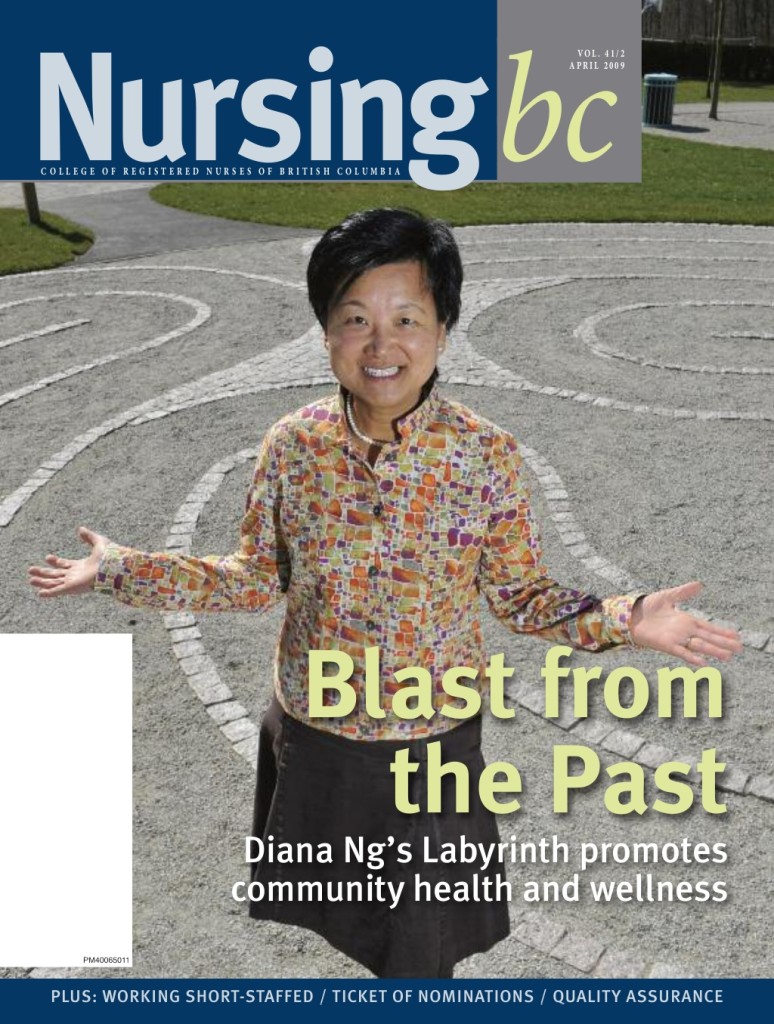 VOL. 41/2
APRIL 2009
Nursing bc
COLLEGE OF REGISTERED NURSES OF BRITISH COLUMBIA
Blast from
the Past
Diana Ng’s Labyrinth promotes
community health and wellness
PM40065011
PLUS: WORKING SHORT-STAFFED / TICKET OF NOMINATIONS / QUALITY ASSURANCE